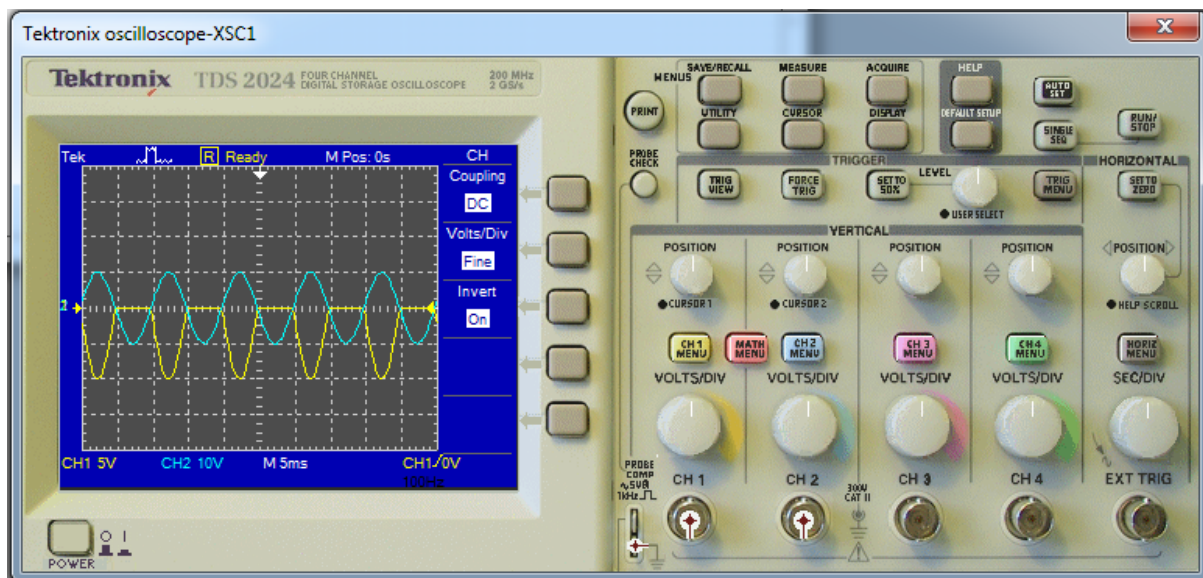 Tektronix oscilloscope-XSC1
Tektronix TDS 2024 FOUR CHANNEL DIGITAL STORAGE OSCILLOSCOPE 200 MHz 2 GS/s
Tek R Ready M Pos: 0s
CH
Coupling
DC
Volts/Div
Fine
Invert
On
2
CH1 5V CH2 10V M 5ms CH1 0V
100Hz
POWER
O I
MENUS
SAVE/RECALL MEASURE ACQUIRE
UTILITY CURSOR DISPLAY
PRINT
HELP
DEFAULT SETUP
AUTO SET
SINGLE SEQ
RUN/ STOP
PROBE CHECK
TRIGGER
TRIG VIEW
FORCE TRIG
SET TO 50%
LEVEL
USER SELECT
TRIG MENU
HORIZONTAL
SET TO ZERO
VERTICAL
POSITION POSITION POSITION POSITION POSITION
CURSOR 1 CURSOR 2 HELP SCROLL
CH 1 MENU
MATH MENU
CH 2 MENU
CH 3 MENU
CH 4 MENU
HORIZ MENU
VOLTS/DIV VOLTS/DIV VOLTS/DIV VOLTS/DIV SEC/DIV
PROBE COMP
~5V@
1kHz
CH 1 CH 2 CH 3 CH 4 EXT TRIG
300V
CAT II